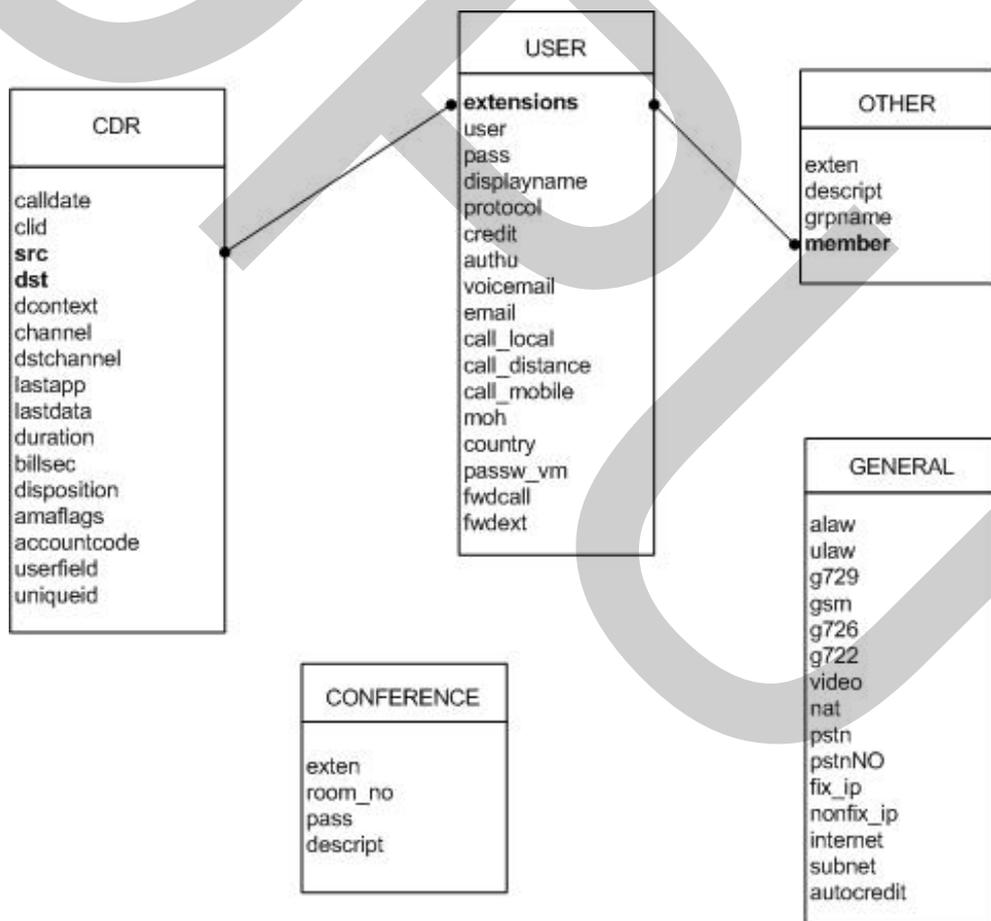 USER
extensions
user
pass
displayname
protocol
credit
authu
voicemail
email
call_local
call_distance
call_mobile
moh
country
passw_vm
fwdcall
fwdext
CDR
calldate
clid
src
dst
dcontext
channel
dstchannel
lastapp
lastdata
duration
billsec
disposition
amaflags
accountcode
userfield
uniqueid
OTHER
exten
descript
grpname
member
GENERAL
alaw
ulaw
g729
gsm
g726
g722
video
nat
pstn
pstnNO
fix_ip
nonfix_ip
internet
subnet
autocredit
CONFERENCE
exten
room_no
pass
descript